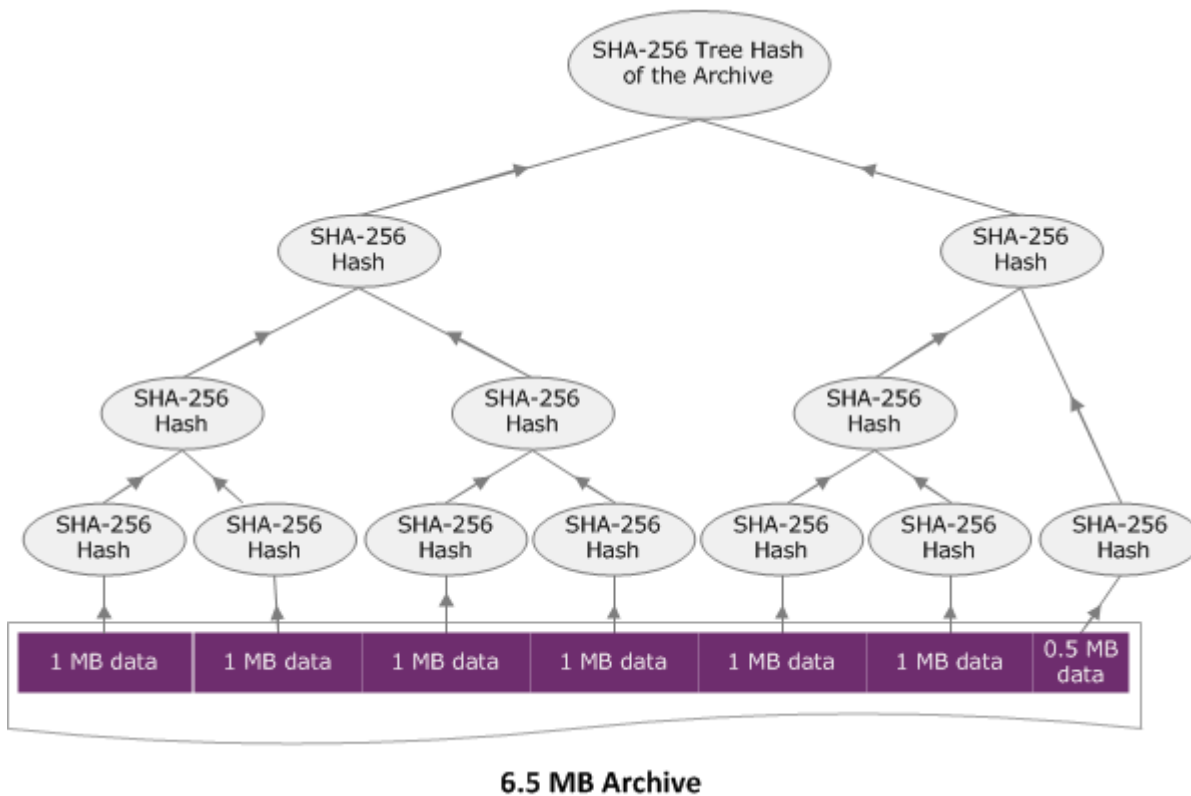 SHA-256 Tree Hash
of the Archive
SHA-256
Hash
SHA-256
Hash
SHA-256
Hash
SHA-256
Hash
SHA-256
Hash
SHA-256
Hash
SHA-256
Hash
SHA-256
Hash
SHA-256
Hash
SHA-256
Hash
SHA-256
Hash
SHA-256
Hash
1 MB data
1 MB data
1 MB data
1 MB data
1 MB data
1 MB data
0.5 MB
data
6.5 MB Archive